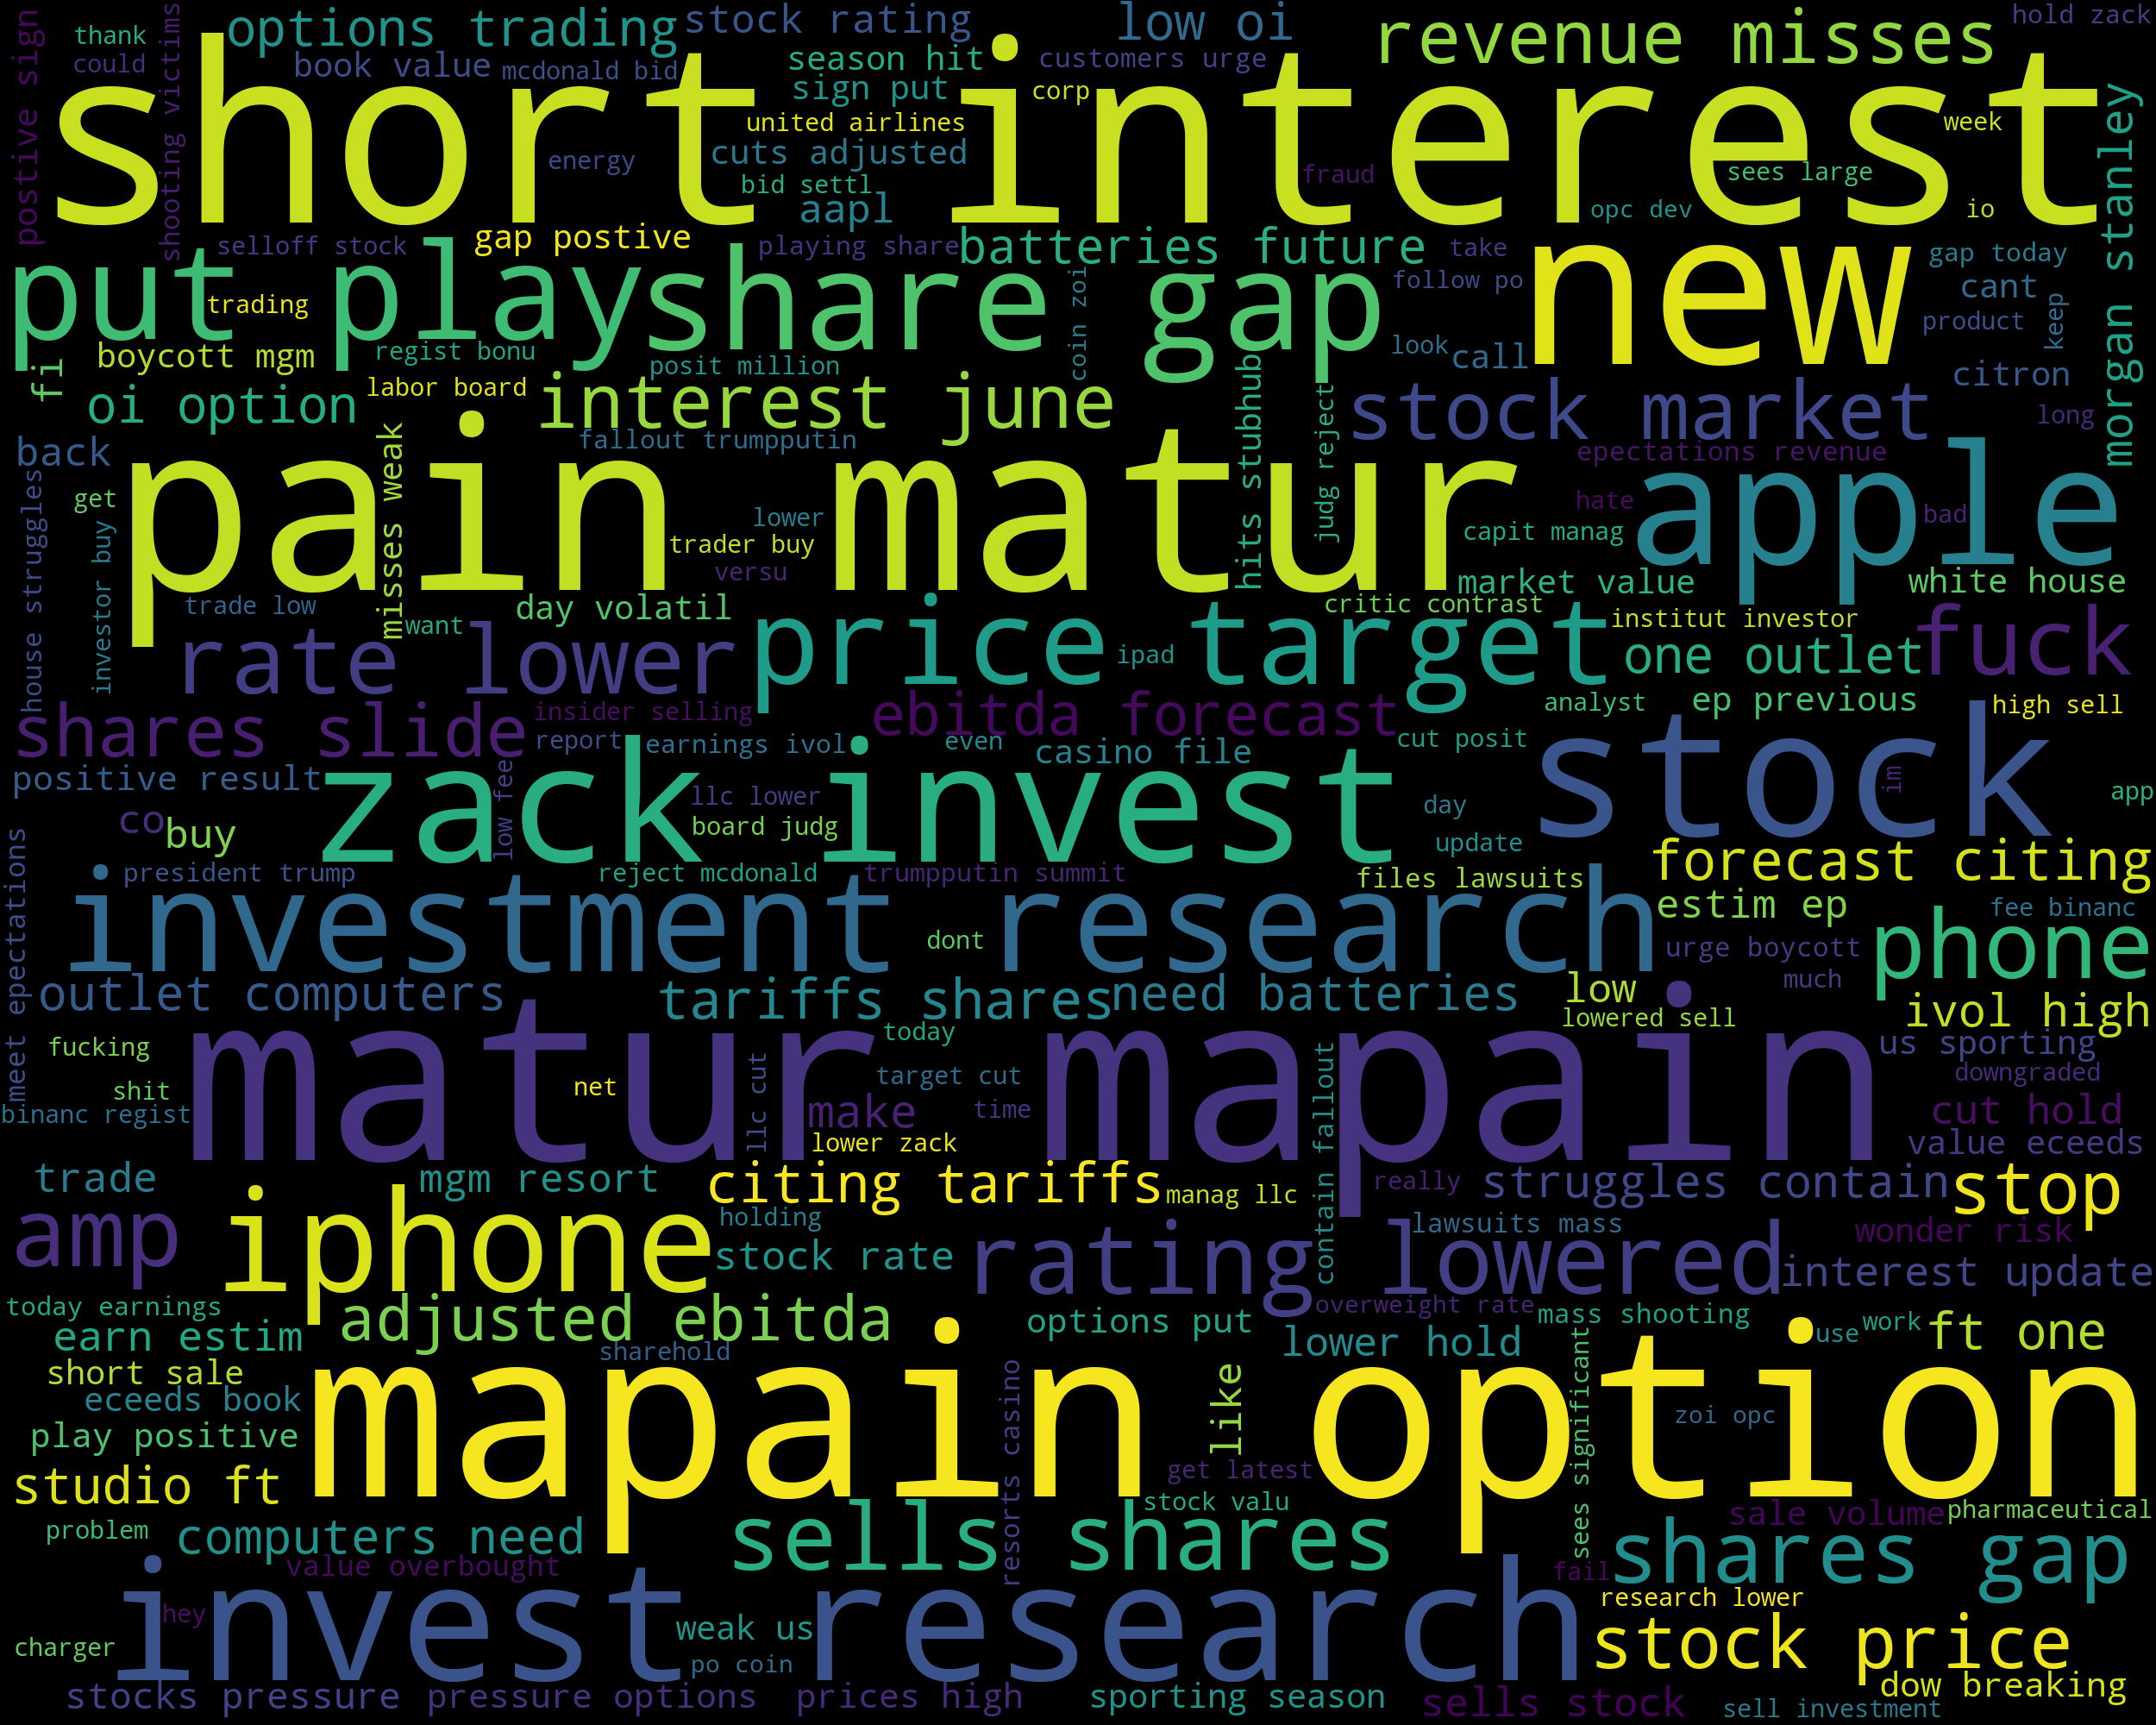 postive sign
thank
could
shooting victims
options trading
stock rating
low oi
revenue misses
hold zack
book value
mcdonald bid
season hit
customers urge
sign put
corp
short interest
united airlines
week
energy
cuts adjusted
fraud
sees large
morgan stanley
bid settl
aapl
opc dev
io
selloff stock
gap postive
playing share
batteries future
take
new
gap today
put play
share gap
trading
coin zoi
follow po
cant
product
keep
boycott mgm
regist bonu
posit million
look
call
citron
fi
oi option
labor board
interest june
hits stubhub
judg reject
stock market
long
back
misses weak
fallout trumpputin
epectations revenue
house struggles
get
pain matur
lower
hate
bad
apple
investor buy
trader buy
capit manag
versu
market value
white house
trade low
want
day volatil
critic contrast
institut investor
rate lower
price target
ipad
one outlet
fuck
shares slide
insider selling
ebitda forecast
analyst
ep previous
high sell
report
earnings ivol
even
casino file
cut posit
stock
positive result
low fee
zack invest
llc lower
day
im
app
co
buy
board judg
update
meet epectations
president trump
reject mcdonald
trumpputin summit
files lawsuits
forecast citing
investment research
estim ep
fee binanc
dont
urge boycott
phone
outlet computers
tariffs shares
need batteries
low
much
lowered sell
ivol high
fucking
today
us sporting
matur mapain
shit
net
llc cut
target cut
contain fallout
downgraded
binanc regist
make
time
cut hold
lower zack
value eceeds
trade
mgm resort
citing tariffs
manag llc
really
struggles contain
stop
amp
iphone
holding
lawsuits mass
wonder risk
stock rate
rating lowered
interest update
today earnings
adjusted ebitda
overweight rate
mass shooting
earn estim
options put
lower hold
use
work
ft one
short sale
sharehold
eceeds book
mapain option
resorts casino
like
sees significant
zoi opc
play positive
get latest
studio ft
stock valu
sale volume
pharmaceutical
problem
computers need
sells shares
shares gap
value overbought
fail
invest research
research lower
hey
charger
weak us
stock price
po coin
stocks pressure
pressure options
prices high
sporting season
sells stock
dow breaking
sell investment